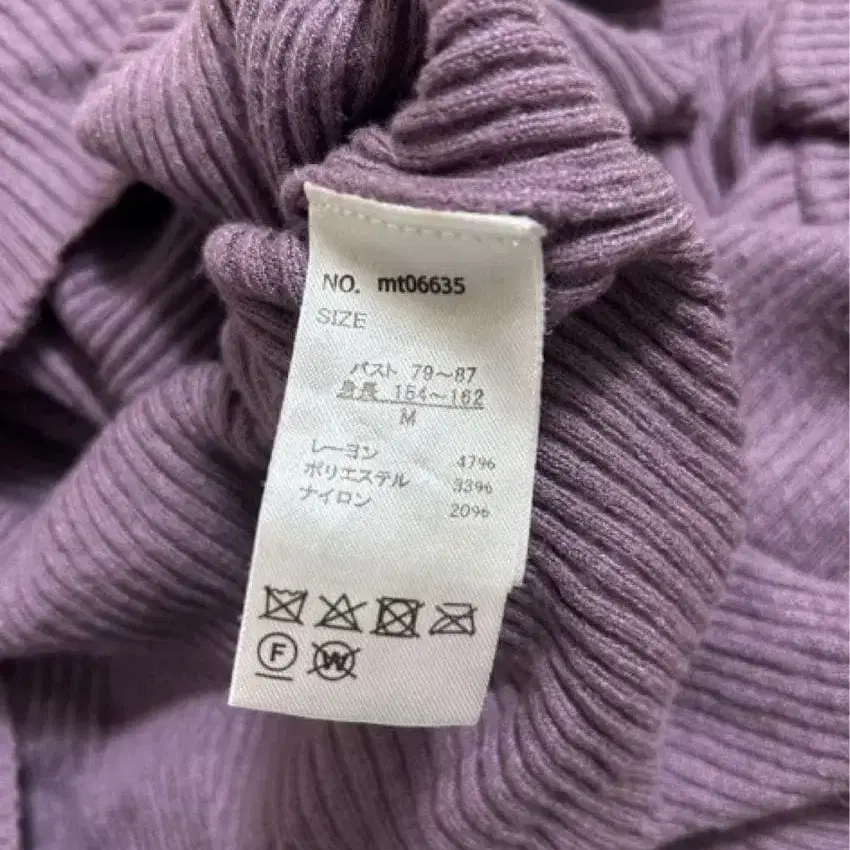 NO. mt06635
SIZE
バスト 79～87
身長 154～162
M
レーヨン 47%
ポリエステル 33%
ナイロン 20%
F W